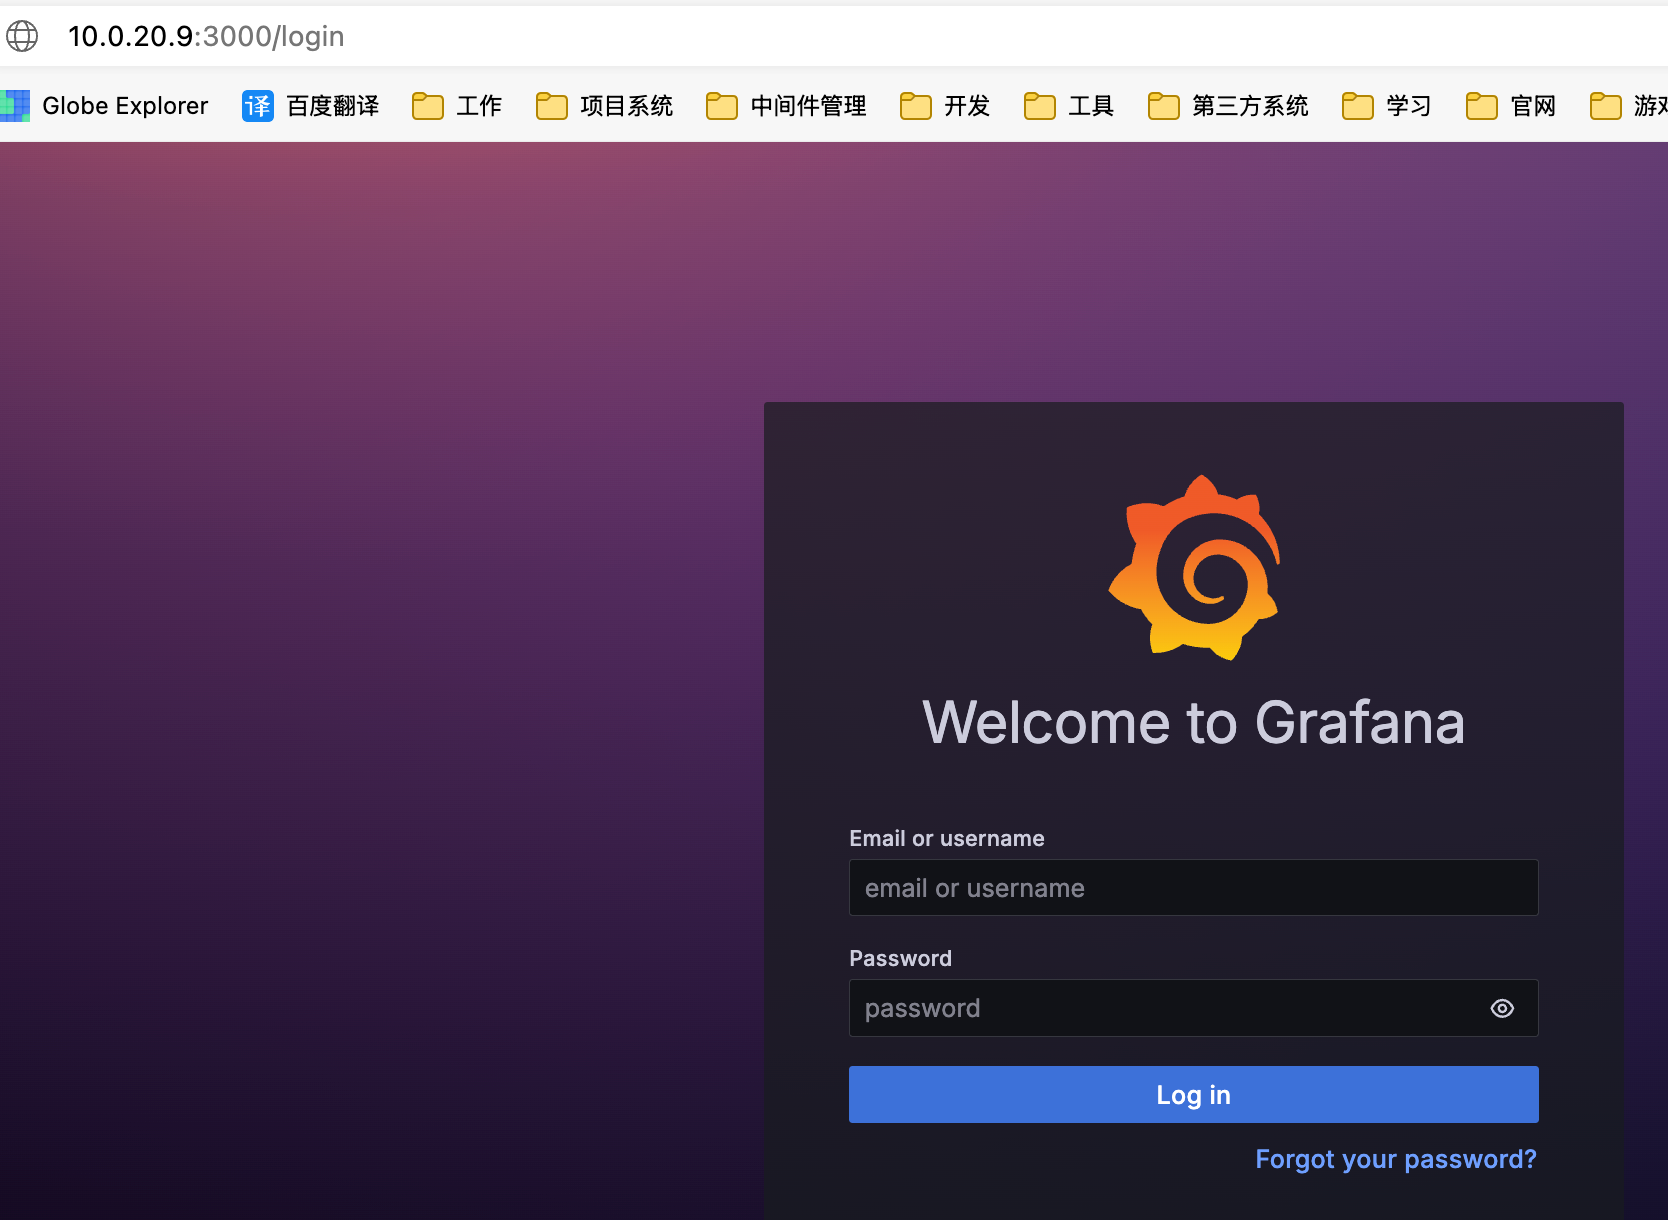 10.0.20.9:3000/login
Globe Explorer 译 百度翻译 工作 项目系统 中间件管理 开发 工具 第三方系统 学习 官网
Welcome to Grafana
Email or username
email or username
Password
password
Log in
Forgot your password?